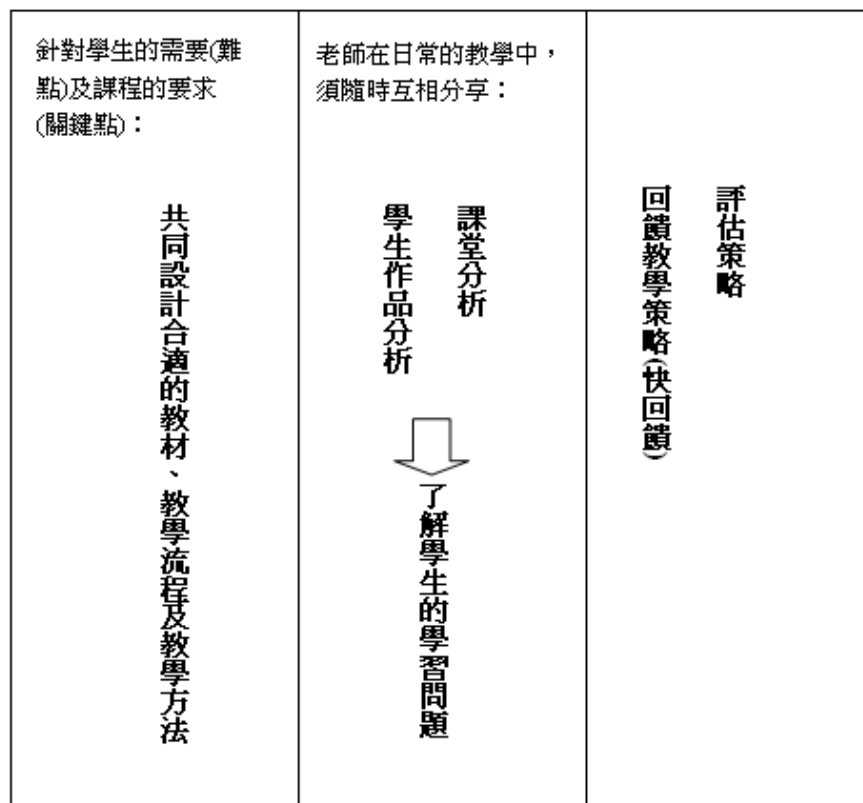 針對學生的需要(難
點)及課程的要求
(關鍵點)：
共同設計合適的教材、教學流程及教學方法
老師在日常的教學中，
須隨時互相分享：
課堂分析
學生作品分析
了解學生的學習問題
評估策略
回饋教學策略(快回饋)